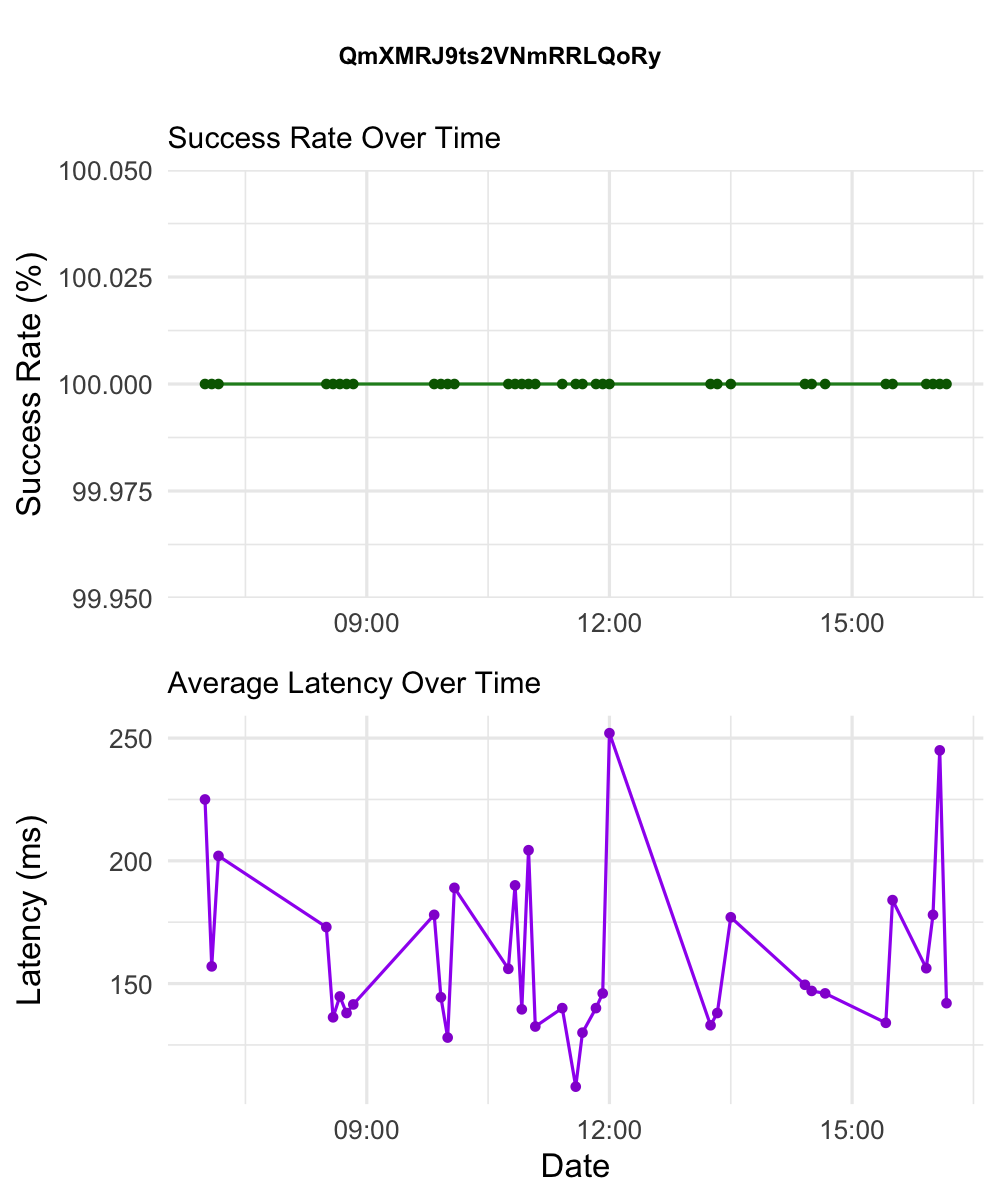 QmXMRJ9ts2VNmRRLQoRy
Success Rate Over Time
100.050
100.025
100.000
99.975
99.950
Success Rate (%)
09:00 12:00 15:00
Average Latency Over Time
250
200
150
Latency (ms)
09:00 12:00 15:00
Date